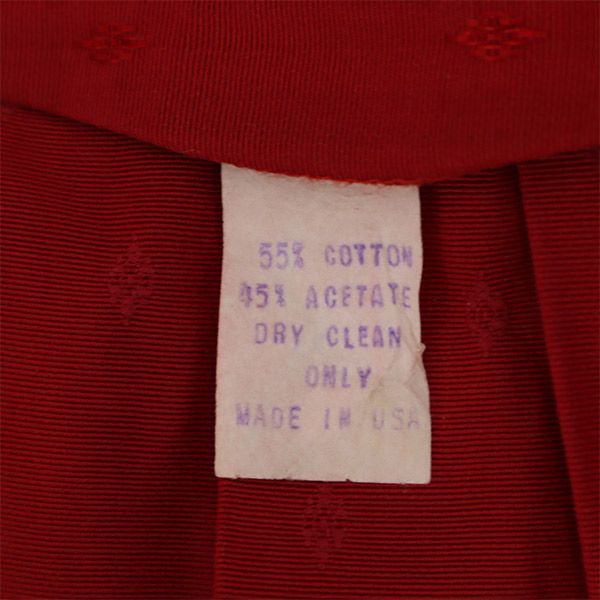 55% COTTON
45% ACETATE
DRY CLEAN
ONLY
MADE IN USA